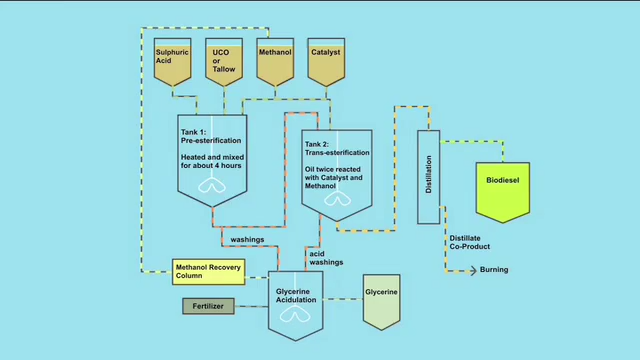 Sulphuric
Acid
UCO
or
Tallow
Methanol
Catalyst
Tank 1:
Pre-esterification
Heated and mixed
for about 4 hours
Tank 2:
Trans-esterification
Oil twice reacted
with Catalyst and
Methanol
Distillation
Biodiesel
washings
acid
washings
Distillate
Co-Product
Burning
Methanol Recovery
Column
Glycerine
Acidulation
Glycerine
Fertilizer